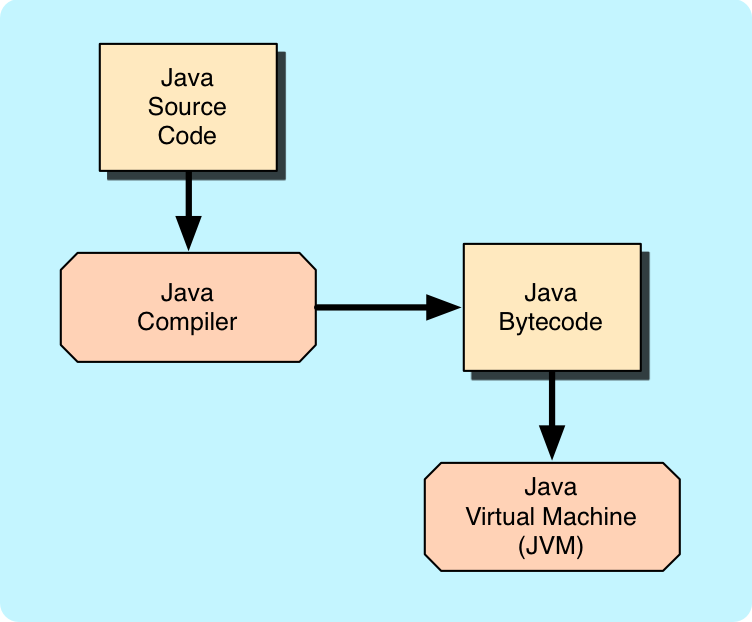 Java
Source
Code
Java
Compiler
Java
Bytecode
Java
Virtual Machine
(JVM)